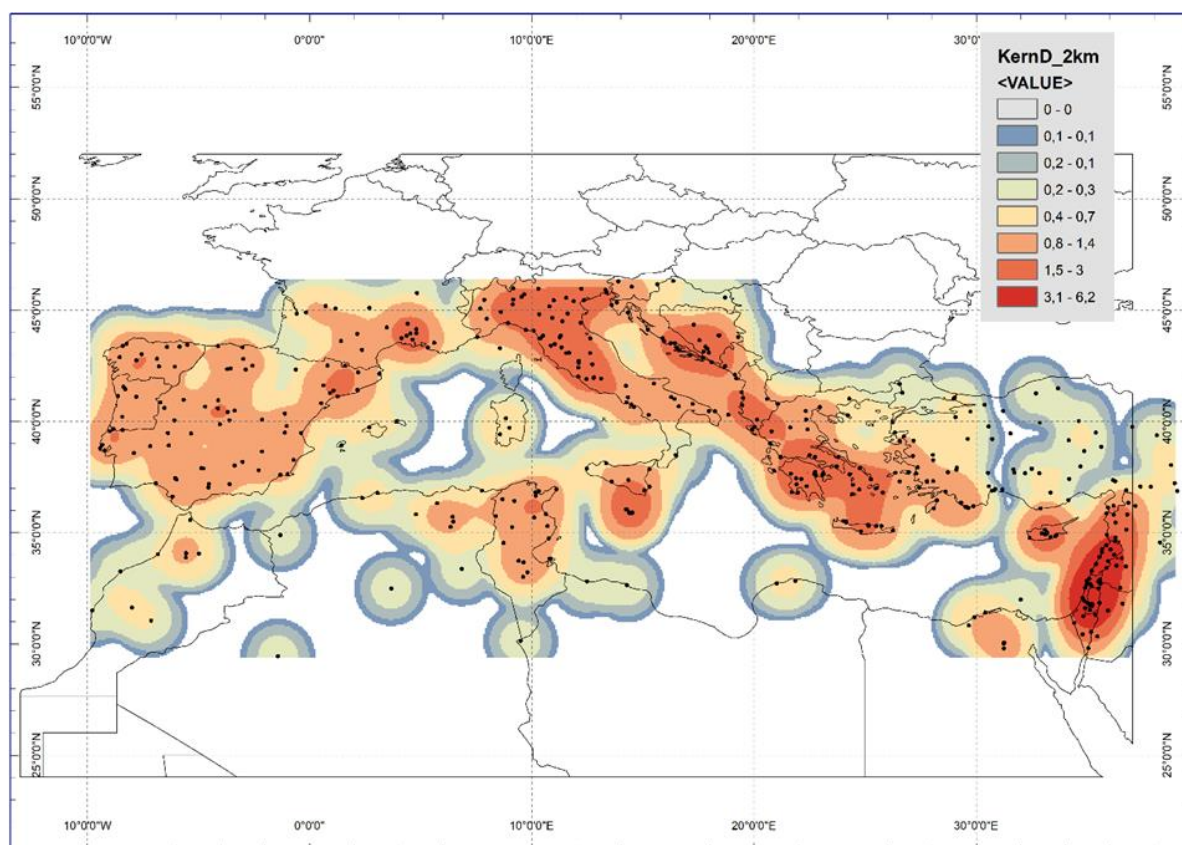 10°0'0"W 0°0'0" 10°0'0"E 20°0'0"E 30°0'0"
KernD_2km
<VALUE>
0 - 0
0,1 - 0,1
0,2 - 0,1
0,2 - 0,3
0,4 - 0,7
0,8 - 1,4
1,5 - 3
3,1 - 6,2
55°0'0"N
50°0'0"N 50°0'0"N
45°0'0"N 45°0'0"N
40°0'0"N 40°0'0"N
35°0'0"N 35°0'0"N
30°0'0"N 30°0'0"N
25°0'0"N 25°0'0"N
10°0'0"W 0°0'0" 10°0'0"E 20°0'0"E 30°0'0"E